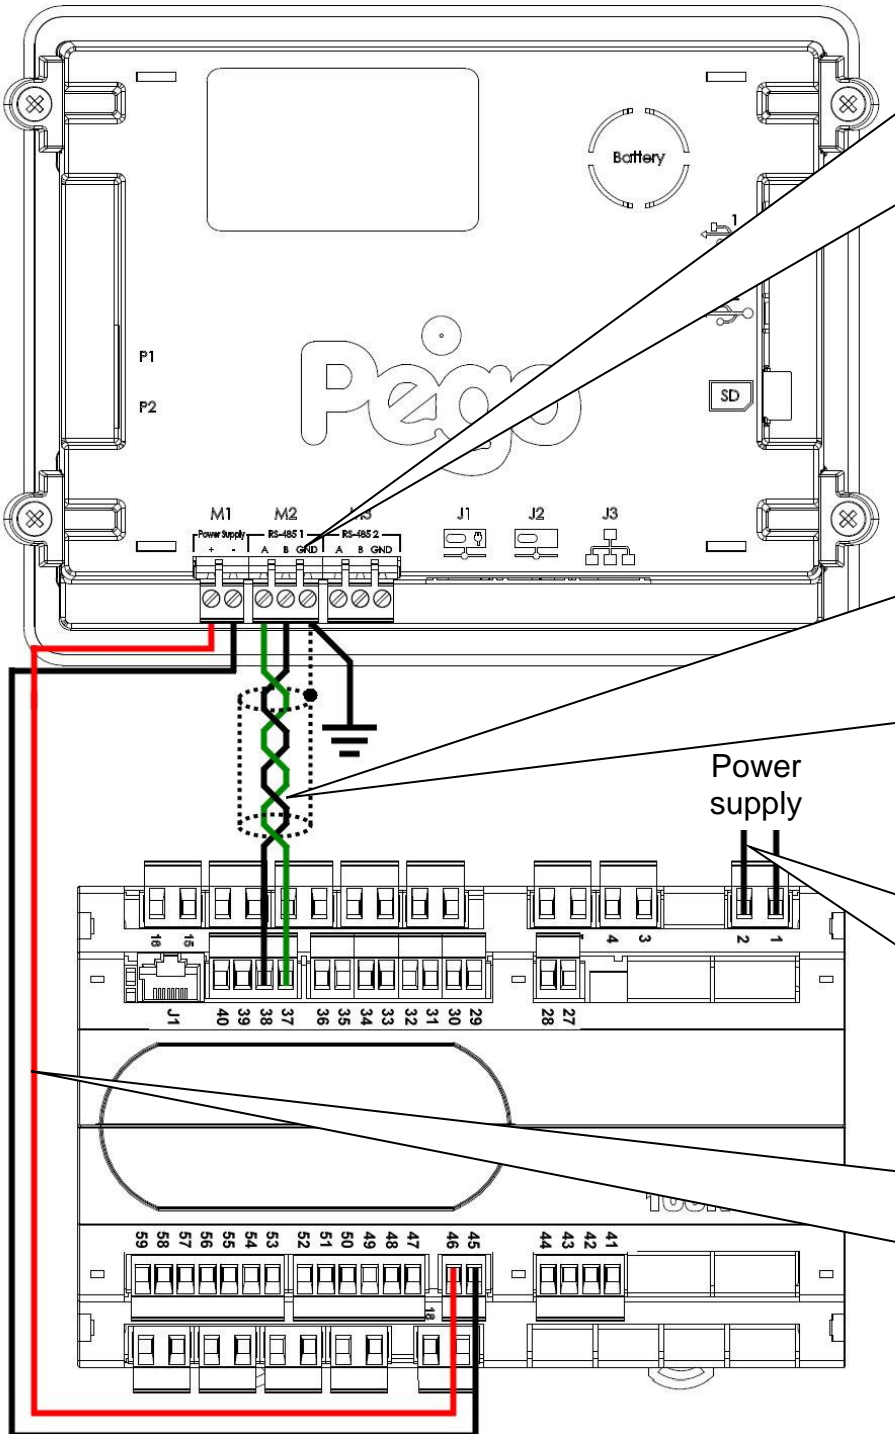 Battery
1
P1
P2
Pego
SD
M1 M2 M3 J1 J2 J3
Power Supply RS-485 1 RS-485 2
+ - A B GND A B GND
Power
supply
16 15 4 3 2 1
J1 40 39 38 37 36 35 34 33 32 31 30 29 28 27
59 58 57 56 55 54 53 52 51 50 49 48 47 46 45 44 43 42 41
18